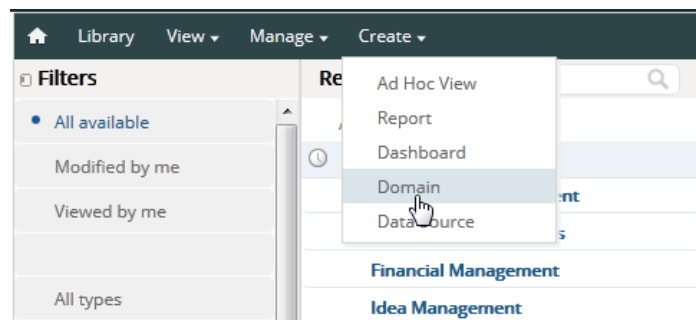 Library View Manage Create
Filters
Re
Ad Hoc View
All available
Report
Modified by me
Dashboard
Domain
nt
Viewed by me
Data Source
s
Financial Management
All types
Idea Management